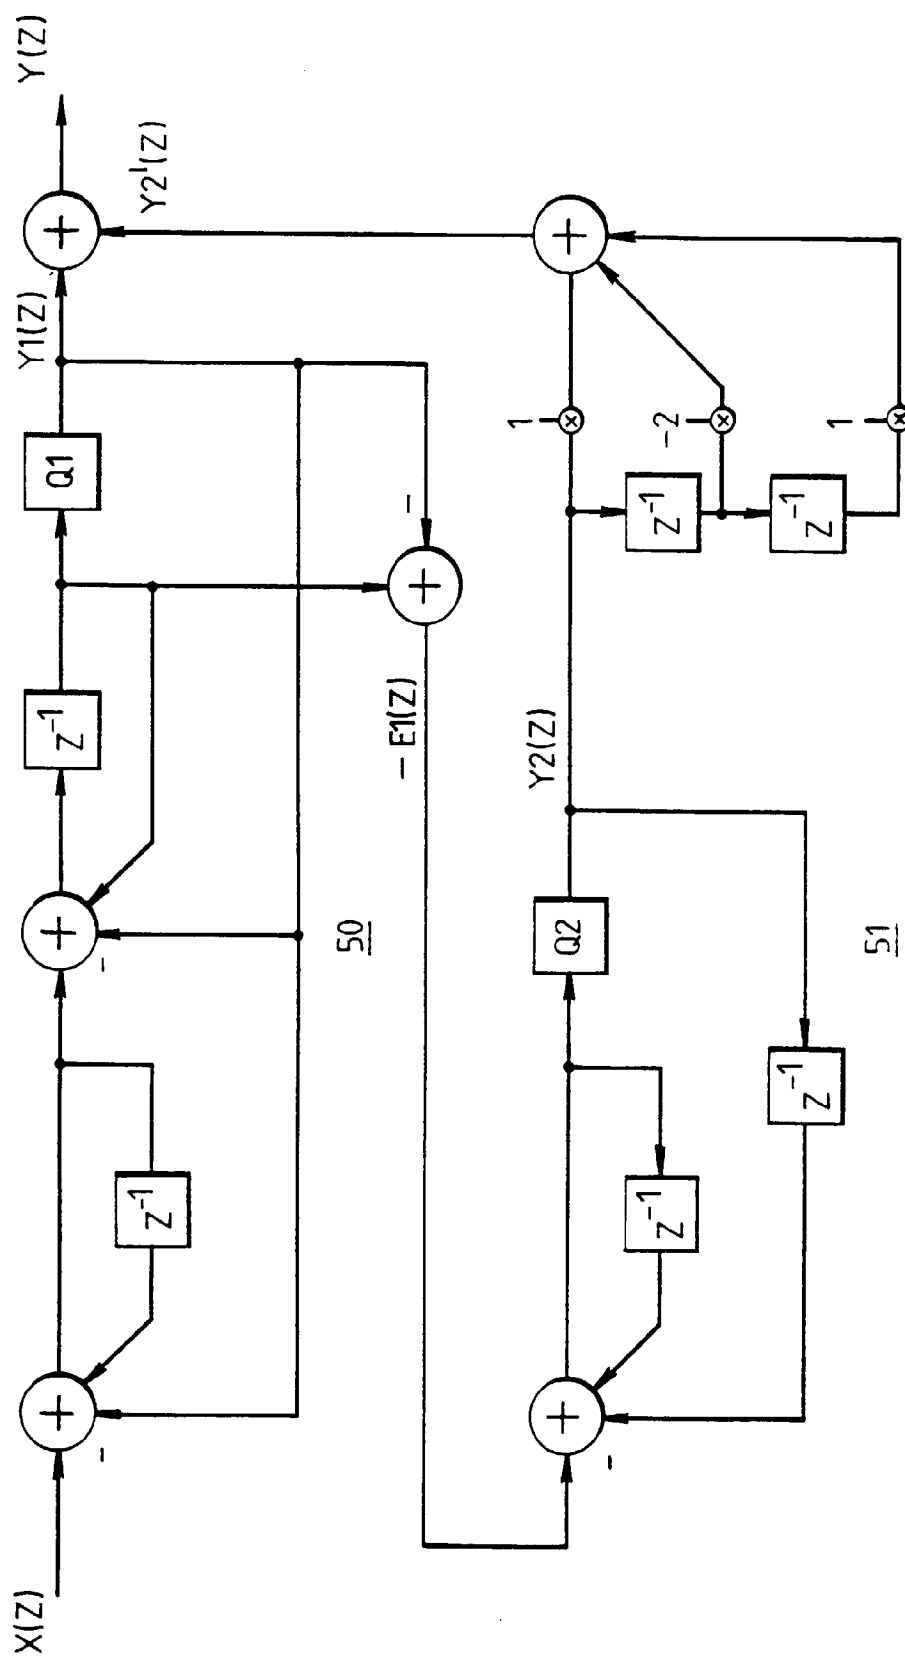 X(Z)
Z⁻¹
Z⁻¹
Q1
Y1(Z)
Y(Z)
+
+
+
-
-
50
-
+
- E1(Z)
Y2'(Z)
+
Z⁻¹
Q2
Y2(Z)
1
×
+
-
Z⁻¹
51
Z⁻¹
-2
×
Z⁻¹
1
×